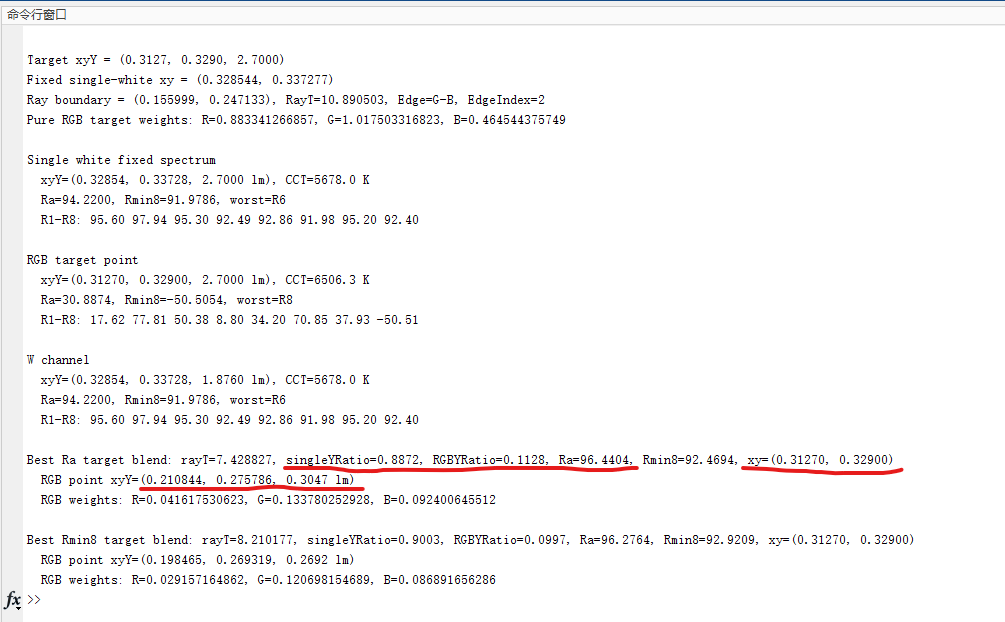 命令行窗口
Target xyY = (0.3127, 0.3290, 2.7000)
Fixed single-white xy = (0.328544, 0.337277)
Ray boundary = (0.155999, 0.247133), RayT=10.890503, Edge=G-B, EdgeIndex=2
Pure RGB target weights: R=0.883341266857, G=1.017503316823, B=0.464544375749
Single white fixed spectrum
xyY=(0.32854, 0.33728, 2.7000 lm), CCT=5678.0 K
Ra=94.2200, Rmin8=91.9786, worst=R6
R1-R8: 95.60 97.94 95.30 92.49 92.86 91.98 95.20 92.40
RGB target point
xyY=(0.31270, 0.32900, 2.7000 lm), CCT=6506.3 K
Ra=30.8874, Rmin8=-50.5054, worst=R8
R1-R8: 17.62 77.81 50.38 8.80 34.20 70.85 37.93 -50.51
W channel
xyY=(0.32854, 0.33728, 1.8760 lm), CCT=5678.0 K
Ra=94.2200, Rmin8=91.9786, worst=R6
R1-R8: 95.60 97.94 95.30 92.49 92.86 91.98 95.20 92.40
Best Ra target blend: rayT=7.428827, singleYRatio=0.8872, RGBYRatio=0.1128, Ra=96.4404, Rmin8=92.4694, xy=(0.31270, 0.32900)
RGB point xyY=(0.210844, 0.275786, 0.3047 lm)
RGB weights: R=0.041617530623, G=0.133780252928, B=0.092400645512
Best Rmin8 target blend: rayT=8.210177, singleYRatio=0.9003, RGBYRatio=0.0997, Ra=96.2764, Rmin8=92.9209, xy=(0.31270, 0.32900)
RGB point xyY=(0.198465, 0.269319, 0.2692 lm)
RGB weights: R=0.029157164862, G=0.120698154689, B=0.086891656286
fx >>